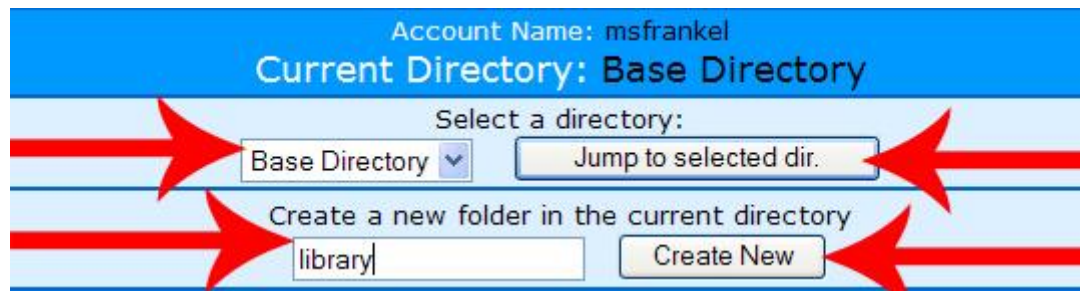 Account Name: msfrankel
Current Directory: Base Directory
Select a directory:
Base Directory Jump to selected dir.
Create a new folder in the current directory
library Create New